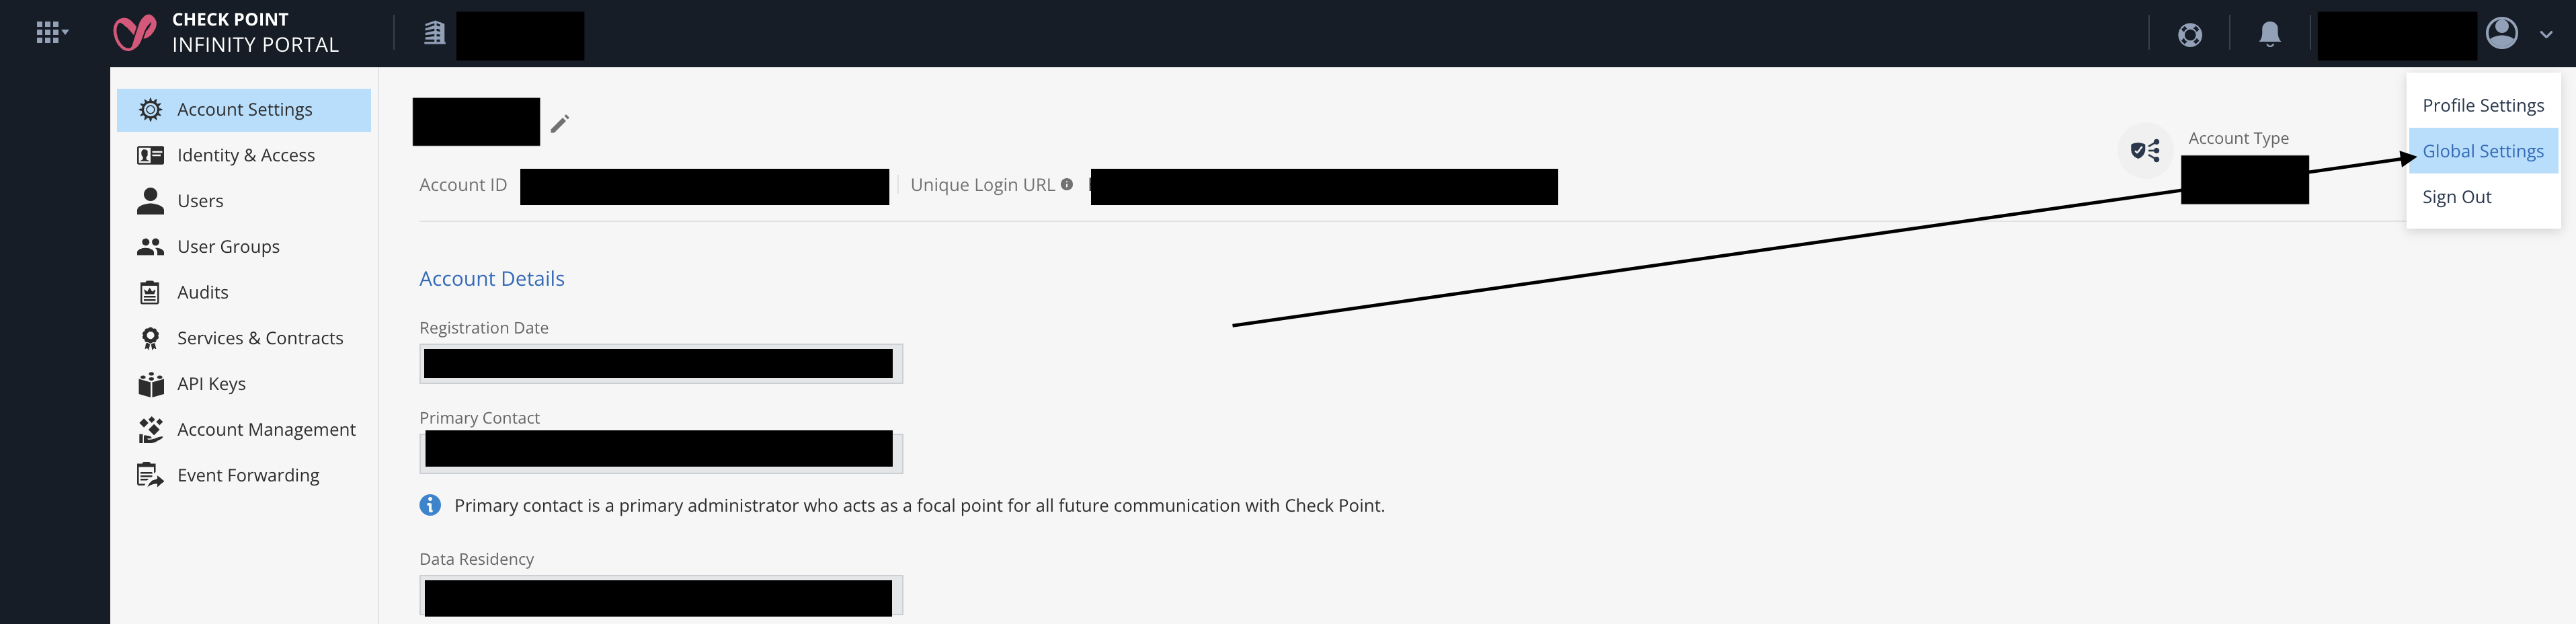 CHECK POINT
INFINITY PORTAL
Account Settings
Identity & Access
Users
User Groups
Audits
Services & Contracts
API Keys
Account Management
Event Forwarding
Account ID
Unique Login URL
Account Type
Profile Settings
Global Settings
Sign Out
Account Details
Registration Date
Primary Contact
Primary contact is a primary administrator who acts as a focal point for all future communication with Check Point.
Data Residency